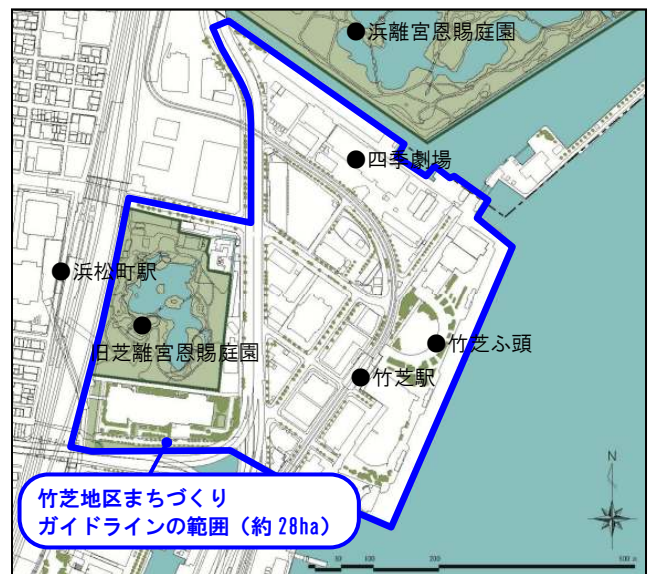 浜離宮恩賜庭園
四季劇場
浜松町駅
旧芝離宮恩賜庭園
竹芝ふ頭
竹芝駅
竹芝地区まちづくり
ガイドラインの範囲（約28ha）
N